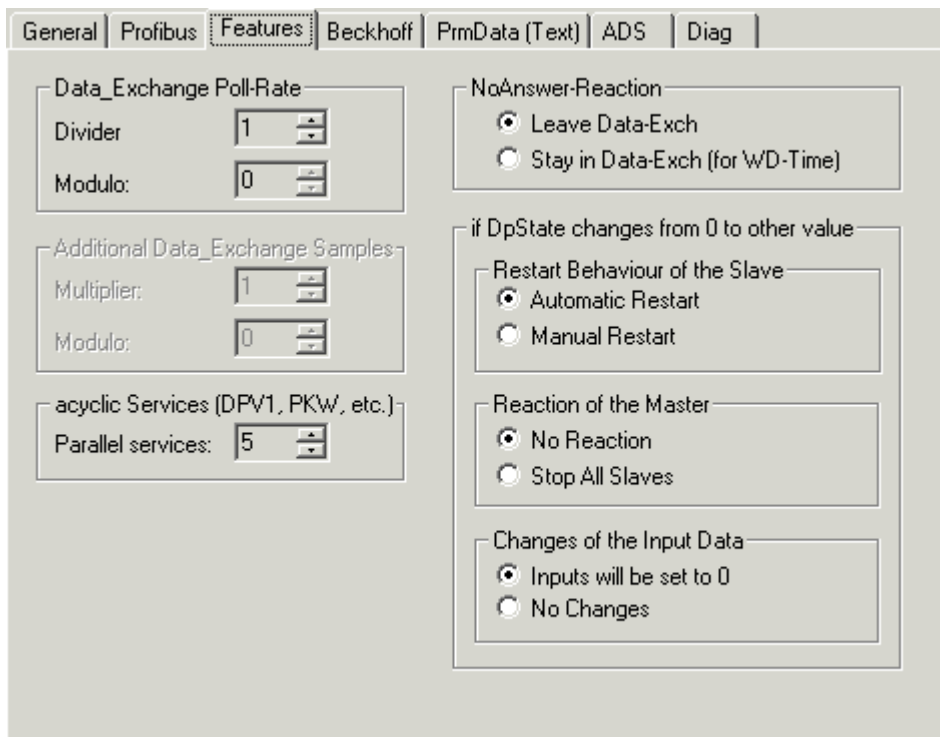 General Profibus Features Beckhoff PrmData (Text) ADS Diag
Data_Exchange Poll-Rate
Divider 1
Modulo: 0
Additional Data_Exchange Samples
Multiplier: 1
Modulo: 0
acyclic Services (DPV1, PKW, etc.)
Parallel services: 5
NoAnswer-Reaction
Leave Data-Exch
Stay in Data-Exch (for WD-Time)
if DpState changes from 0 to other value
Restart Behaviour of the Slave
Automatic Restart
Manual Restart
Reaction of the Master
No Reaction
Stop All Slaves
Changes of the Input Data
Inputs will be set to 0
No Changes